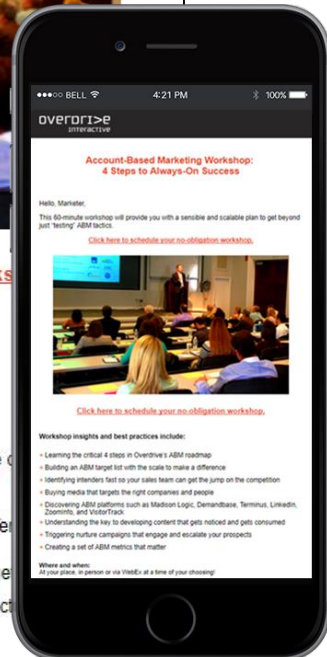 BELL
4:21 PM
100%
OVERDRI>E
INTERACTIVE
Account-Based Marketing Workshop:
4 Steps to Always-On Success
Hello, Marketer,
This 60-minute workshop will provide you with a sensible and scalable plan to get beyond
just "testing" ABM tactics.
Click here to schedule your no-obligation workshop.
Click here to schedule your no-obligation workshop.
Workshop insights and best practices include:
Learning the critical 4 steps in Overdrive's ABM roadmap
Building an ABM target list with the scale to make a difference
Identifying intenders fast so your sales team can get the jump on the competition
Buying media that targets the right companies and people
Discovering ABM platforms such as Madison Logic, Demandbase, Terminus, LinkedIn,
ZoomInfo, and VisitorTrack
Understanding the key to developing content that gets noticed and gets consumed
Triggering nurture campaigns that engage and escalate your prospects
Creating a set of ABM metrics that matter
Where and when:
At your place, in person or via WebEx at a time of your choosing!